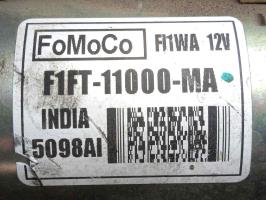 FoMoCo FI1WA 12V
F1FT-11000-MA
INDIA
5098AI